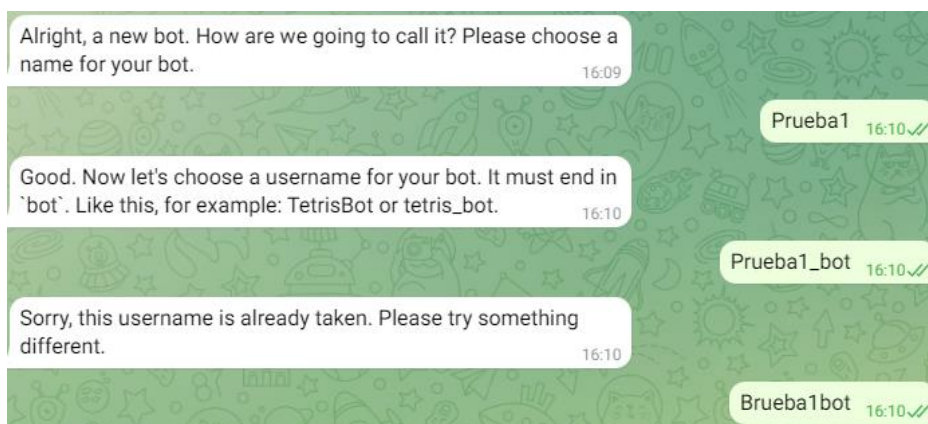 Alright, a new bot. How are we going to call it? Please choose a
name for your bot.
16:09
Prueba1
16:10
Good. Now let's choose a username for your bot. It must end in
`bot`. Like this, for example: TetrisBot or tetris_bot.
16:10
Prueba1_bot
16:10
Sorry, this username is already taken. Please try something
different.
16:10
Brueba1bot
16:10